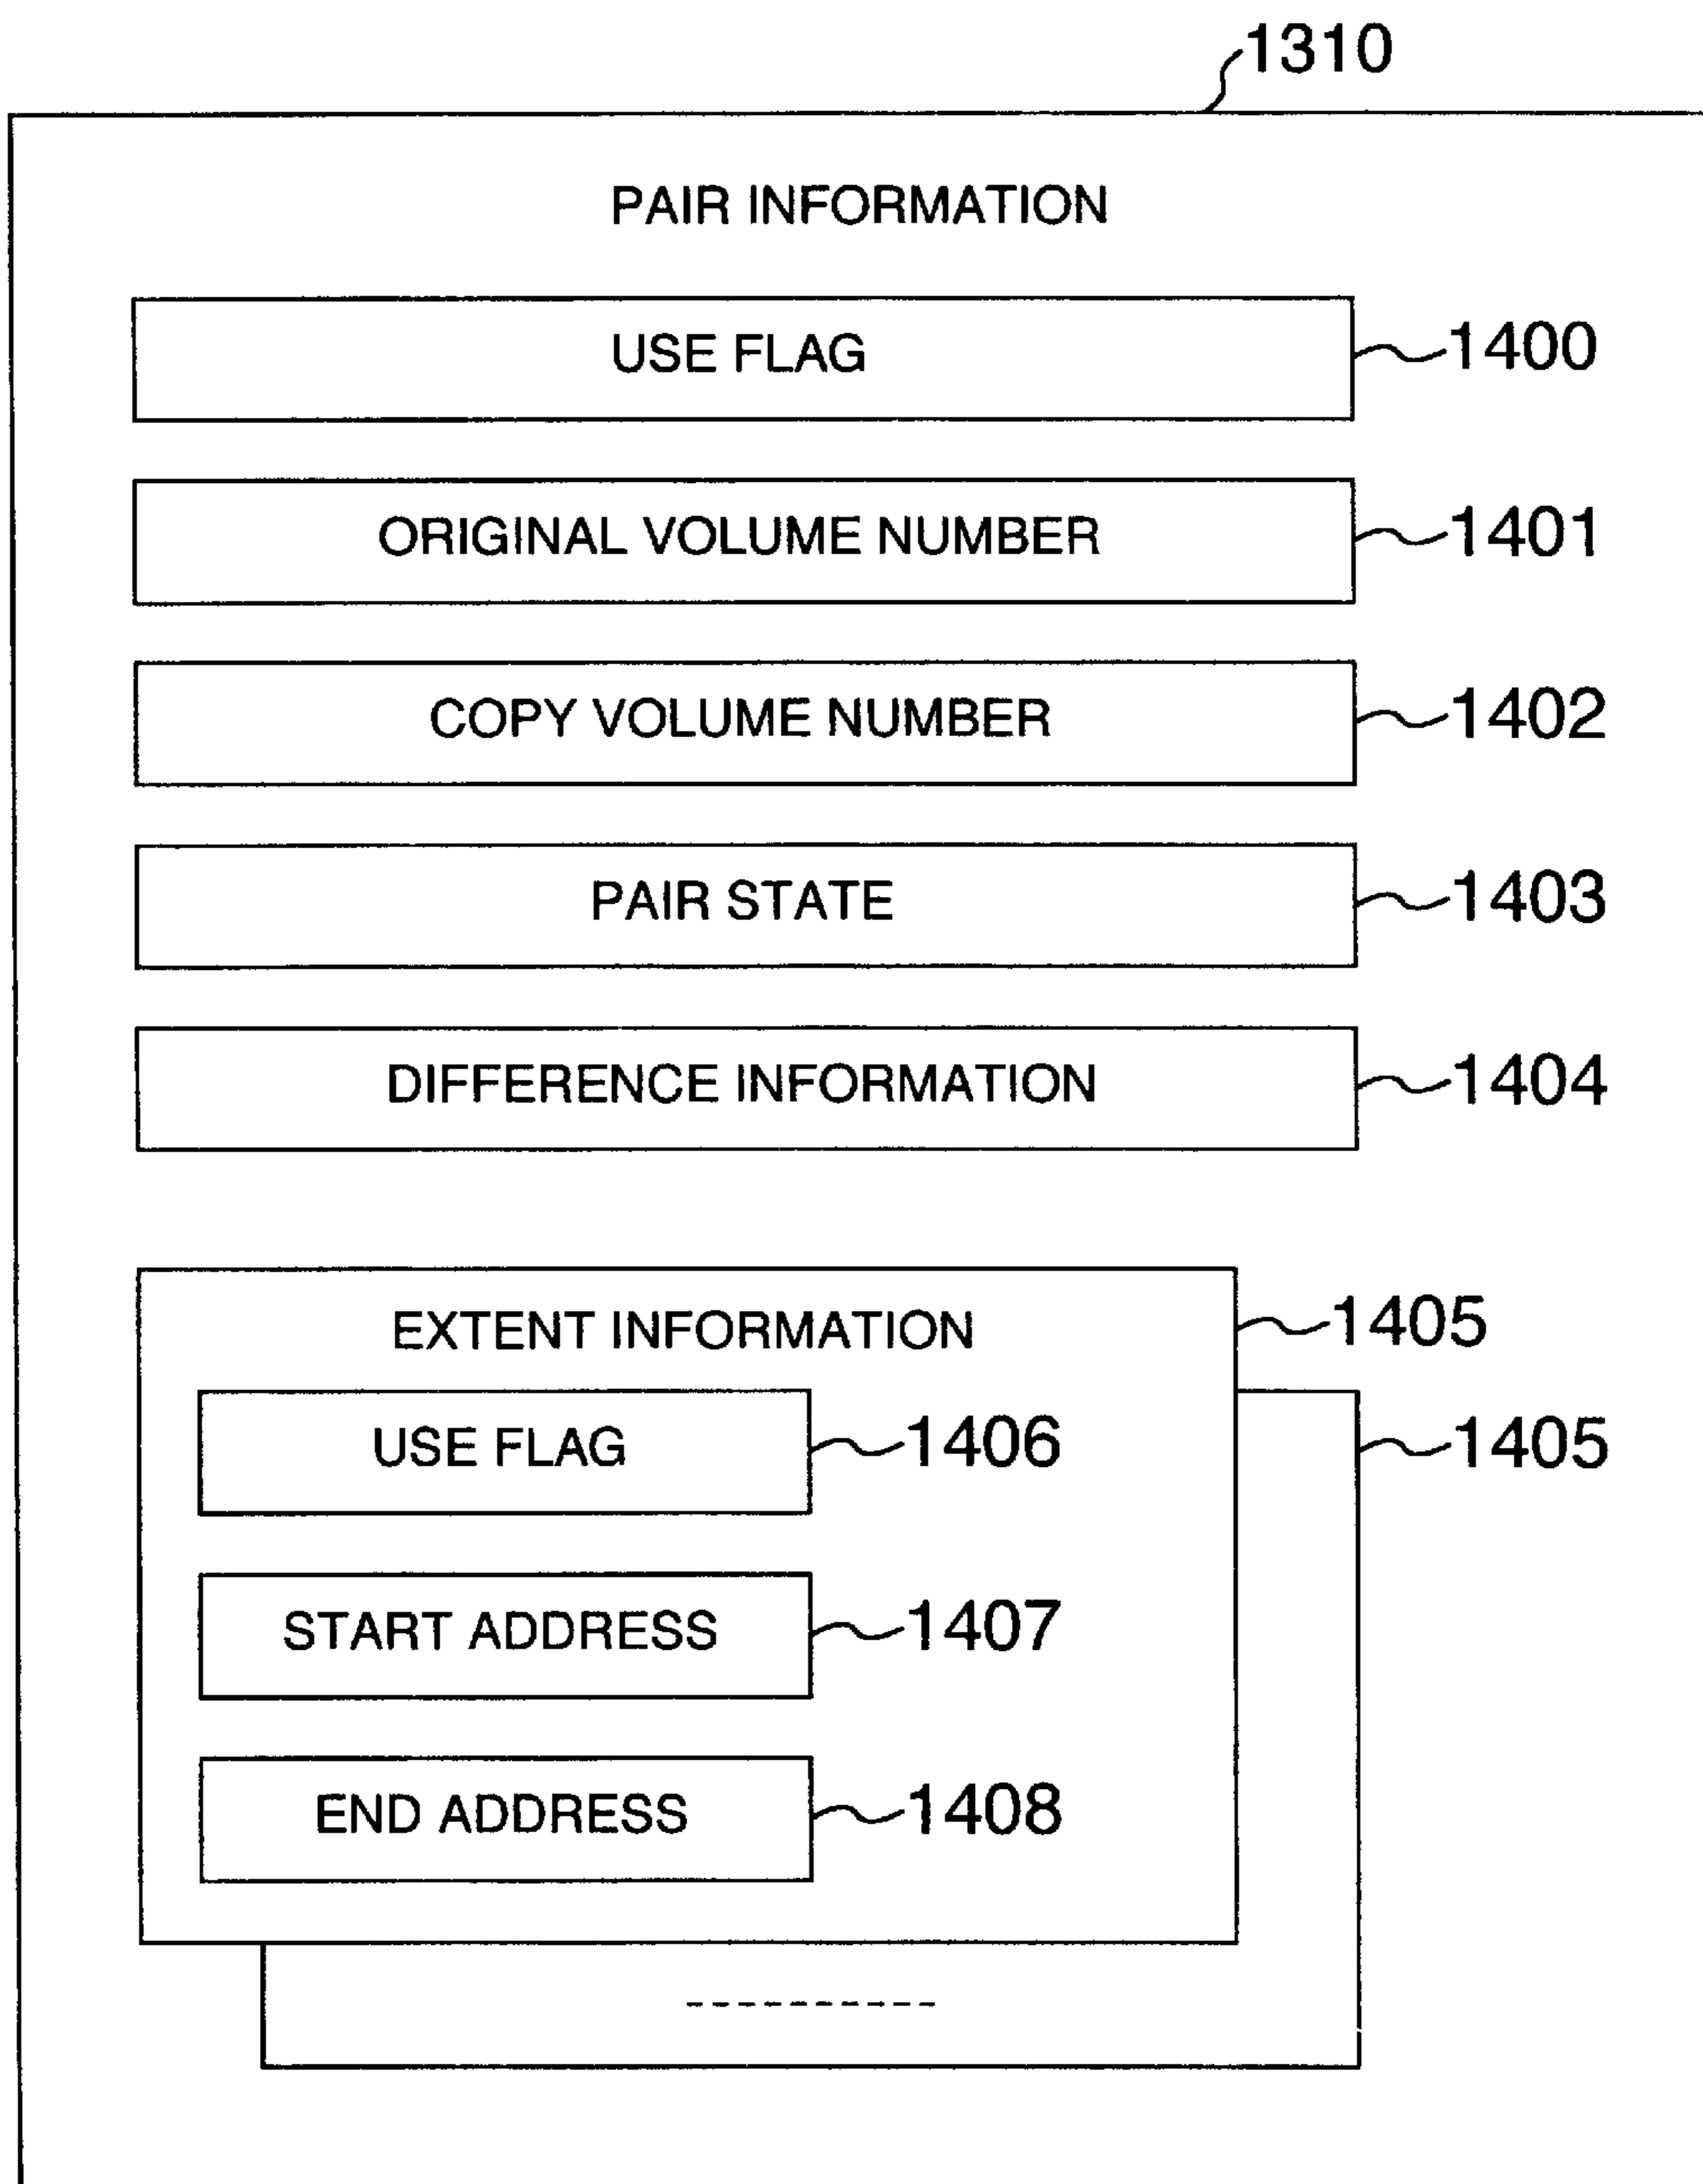 1310
PAIR INFORMATION
USE FLAG 1400
ORIGINAL VOLUME NUMBER 1401
COPY VOLUME NUMBER 1402
PAIR STATE 1403
DIFFERENCE INFORMATION 1404
EXTENT INFORMATION 1405
USE FLAG 1406 1405
START ADDRESS 1407
END ADDRESS 1408